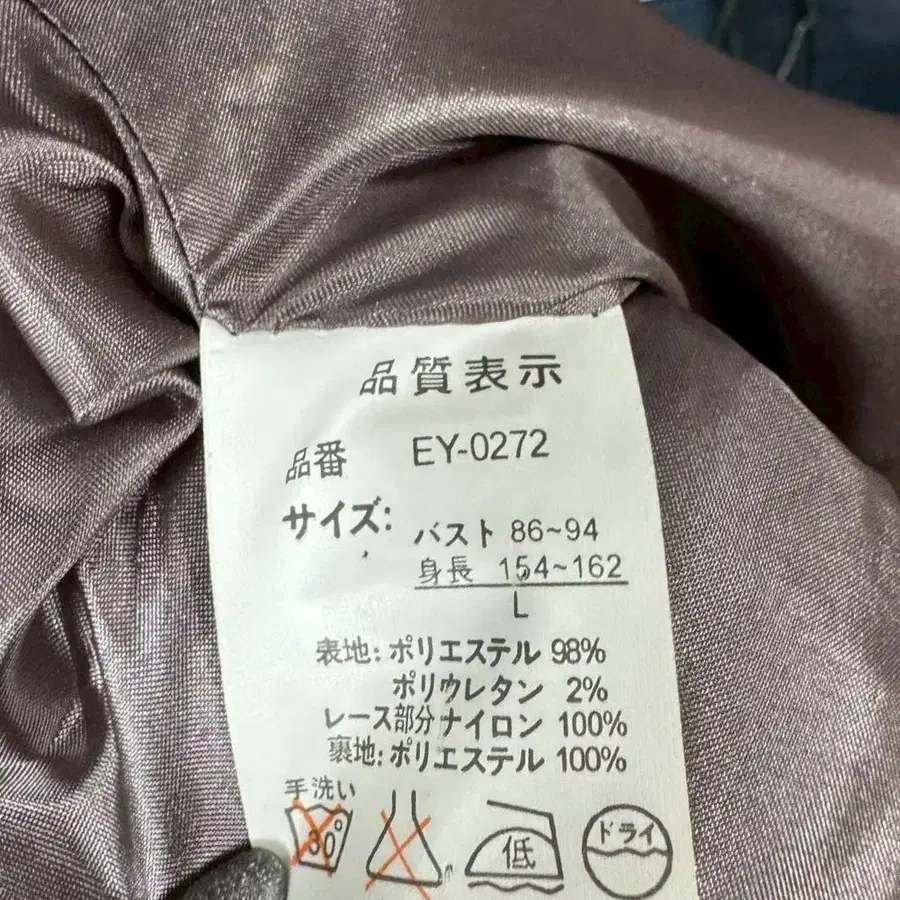 品質表示
品番 EY-0272
サイズ: バスト 86~94
身長 154~162
L
表地: ポリエステル 98%
ポリウレタン 2%
レース部分 ナイロン 100%
裏地: ポリエステル 100%
手洗い
30° 低 ドライ